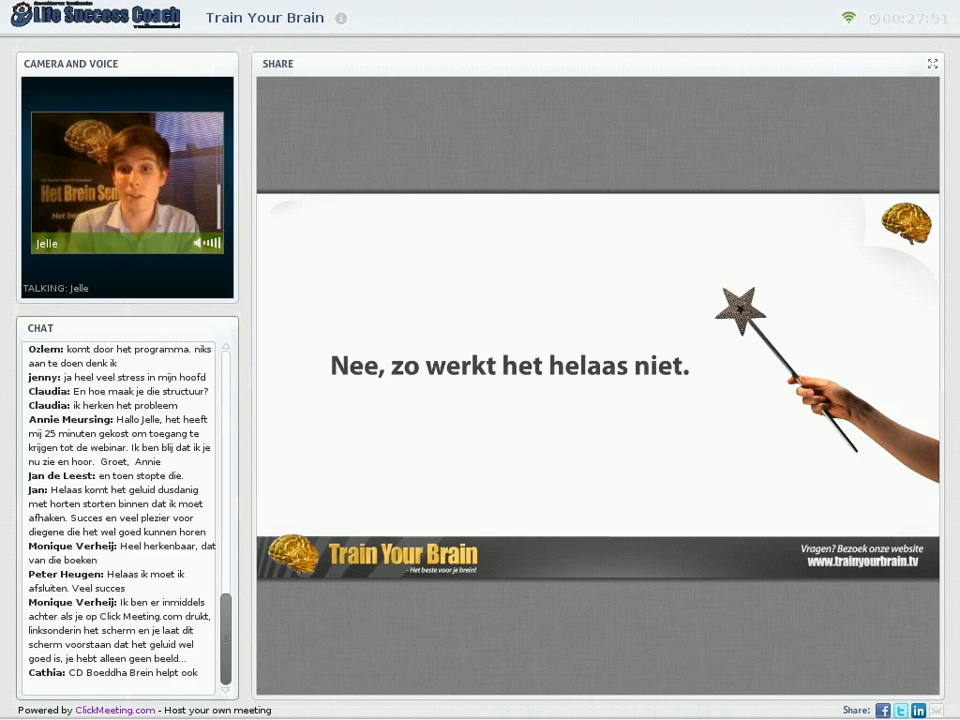 Life Success Coach
Train Your Brain
00:27:51
CAMERA AND VOICE
SHARE
Het Brein Sem
Het be
Jelle
TALKING: Jelle
Nee, zo werkt het helaas niet.
Train Your Brain
- Het beste voor je brein!
Vragen? Bezoek onze website
www.trainyourbrain.tv
CHAT
Ozlem: komt door het programma. niks
aan te doen denk ik
jenny: ja heel veel stress in mijn hoofd
Claudia: En hoe maak je die structuur?
Claudia: ik herken het probleem
Annie Meursing: Hallo Jelle, het heeft
mij 25 minuten gekost om toegang te
krijgen tot de webinar. Ik ben blij dat ik je
nu zie en hoor. Groet, Annie
Jan de Leest: en toen stopte die.
Jan: Helaas komt het geluid dusdanig
met horten storten binnen dat ik moet
afhaken. Succes en veel plezier voor
diegene die het wel goed kunnen horen
Monique Verheij: Heel herkenbaar, dat
van die boeken
Peter Heugen: Helaas ik moet ik
afsluiten. Veel succes
Monique Verheij: Ik ben er inmiddels
achter als je op Click Meeting.com drukt,
linksonderin het scherm en je laat dit
scherm voorstaan dat het geluid wel
goed is, je hebt alleen geen beeld...
Cathia: CD Boeddha Brein helpt ook
Powered by ClickMeeting.com - Host your own meeting
Share: